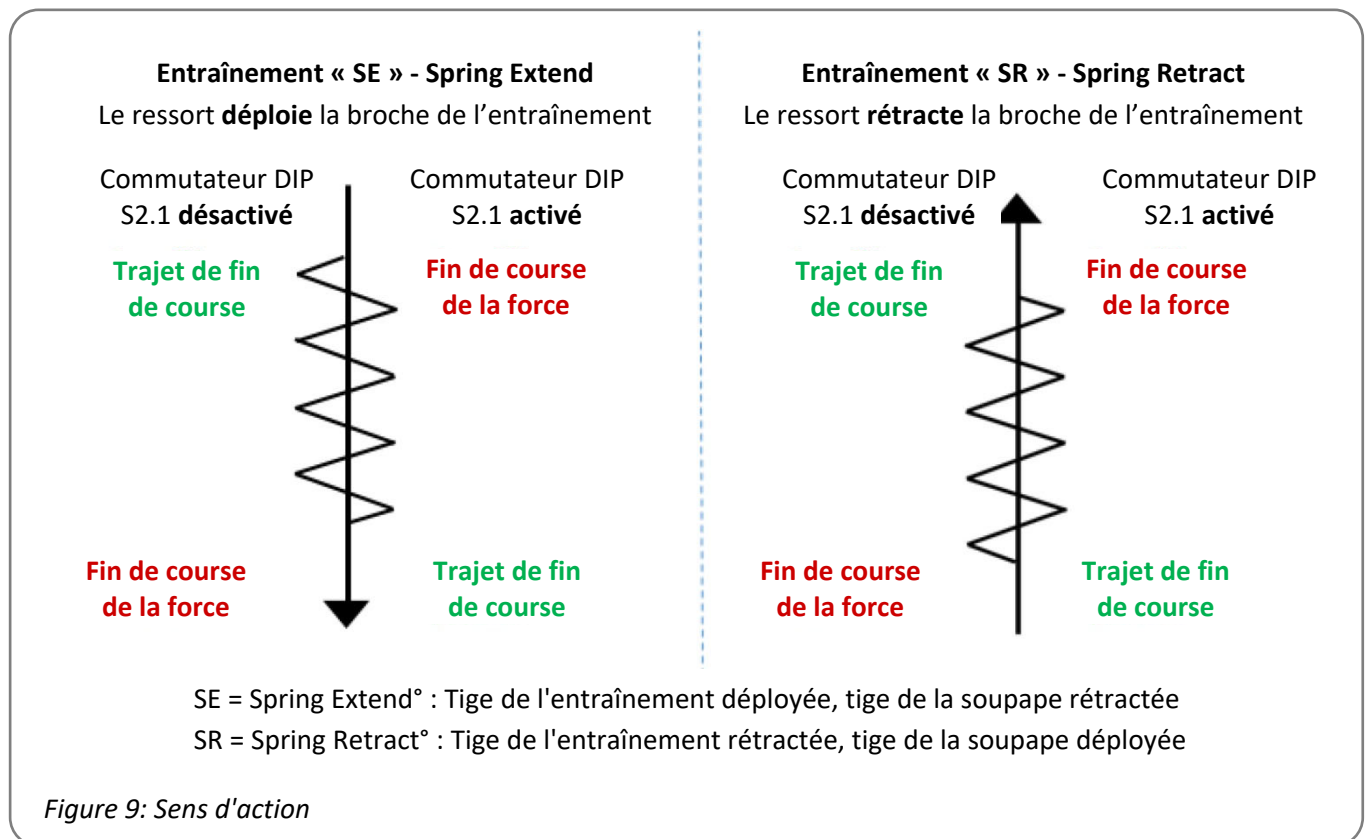 Entraînement « SE » - Spring Extend
Le ressort déploie la broche de l’entraînement
Commutateur DIP
S2.1 désactivé
Commutateur DIP
S2.1 activé
Trajet de fin
de course
Fin de course
de la force
Fin de course
de la force
Trajet de fin
de course
Entraînement « SR » - Spring Retract
Le ressort rétracte la broche de l’entraînement
Commutateur DIP
S2.1 désactivé
Commutateur DIP
S2.1 activé
Trajet de fin
de course
Fin de course
de la force
Fin de course
de la force
Trajet de fin
de course
SE = Spring Extend° : Tige de l'entraînement déployée, tige de la soupape rétractée
SR = Spring Retract° : Tige de l'entraînement rétractée, tige de la soupape déployée
Figure 9: Sens d'action